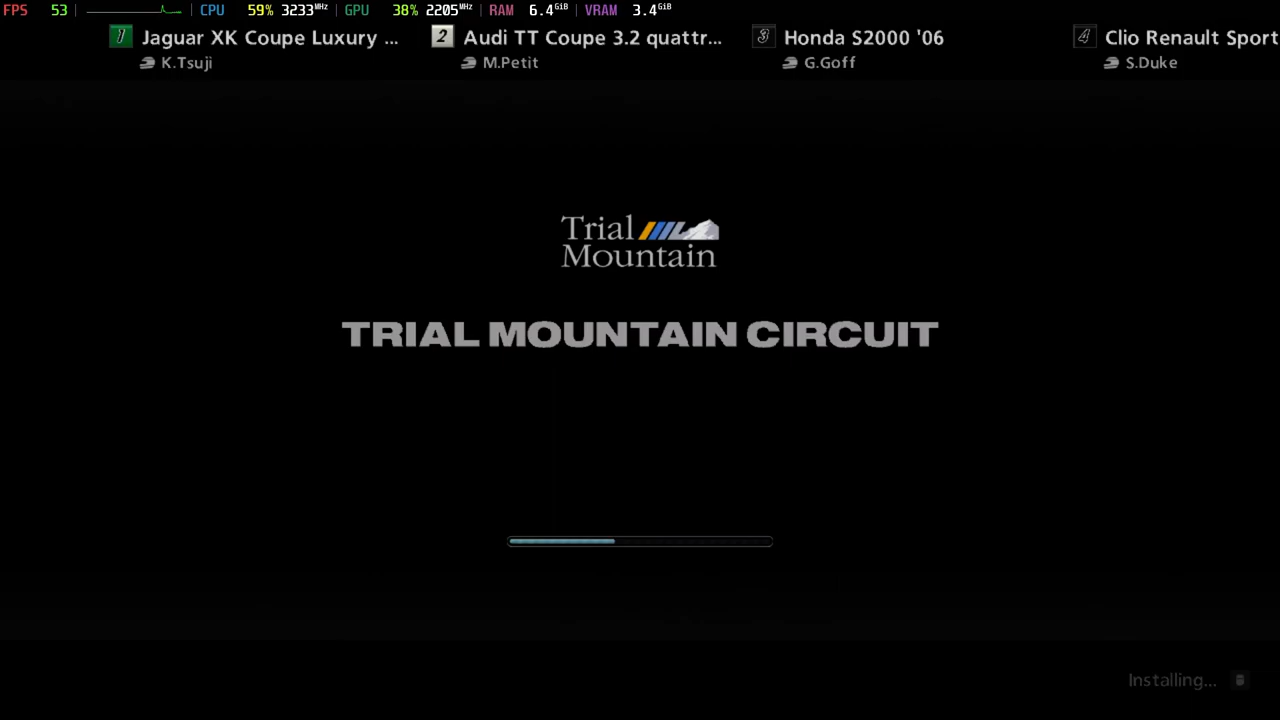 FPS 53 CPU 59% 3233MHz GPU 38% 2205MHz RAM 6.4GiB VRAM 3.4GiB
1 Jaguar XK Coupe Luxury ... 2 Audi TT Coupe 3.2 quattr... 3 Honda S2000 '06 4 Clio Renault Sport
K.Tsuji M.Petit G.Goff S.Duke
Trial
Mountain
TRIAL MOUNTAIN CIRCUIT
Installing...